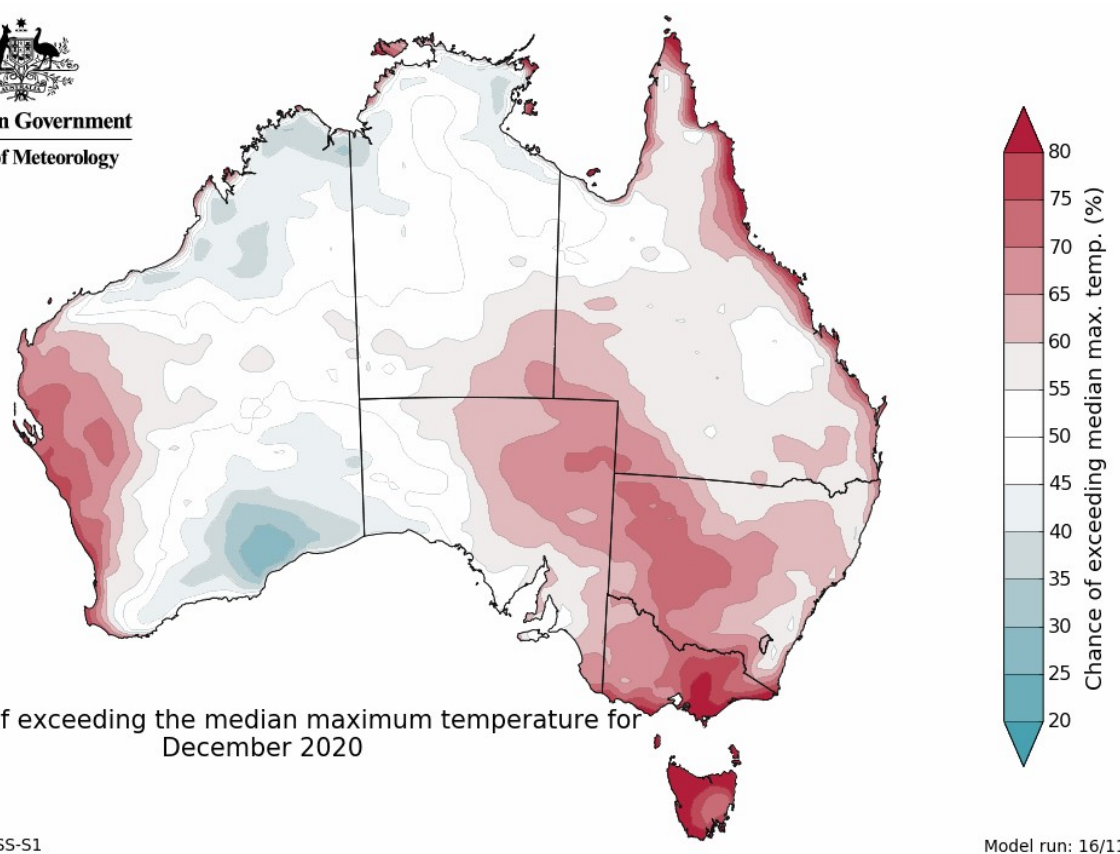 n Government
of Meteorology
80
75
70
65
60
55
50
45
40
35
30
25
20
Chance of exceeding median max. temp. (%)
f exceeding the median maximum temperature for
December 2020
SS-S1
Model run: 16/11